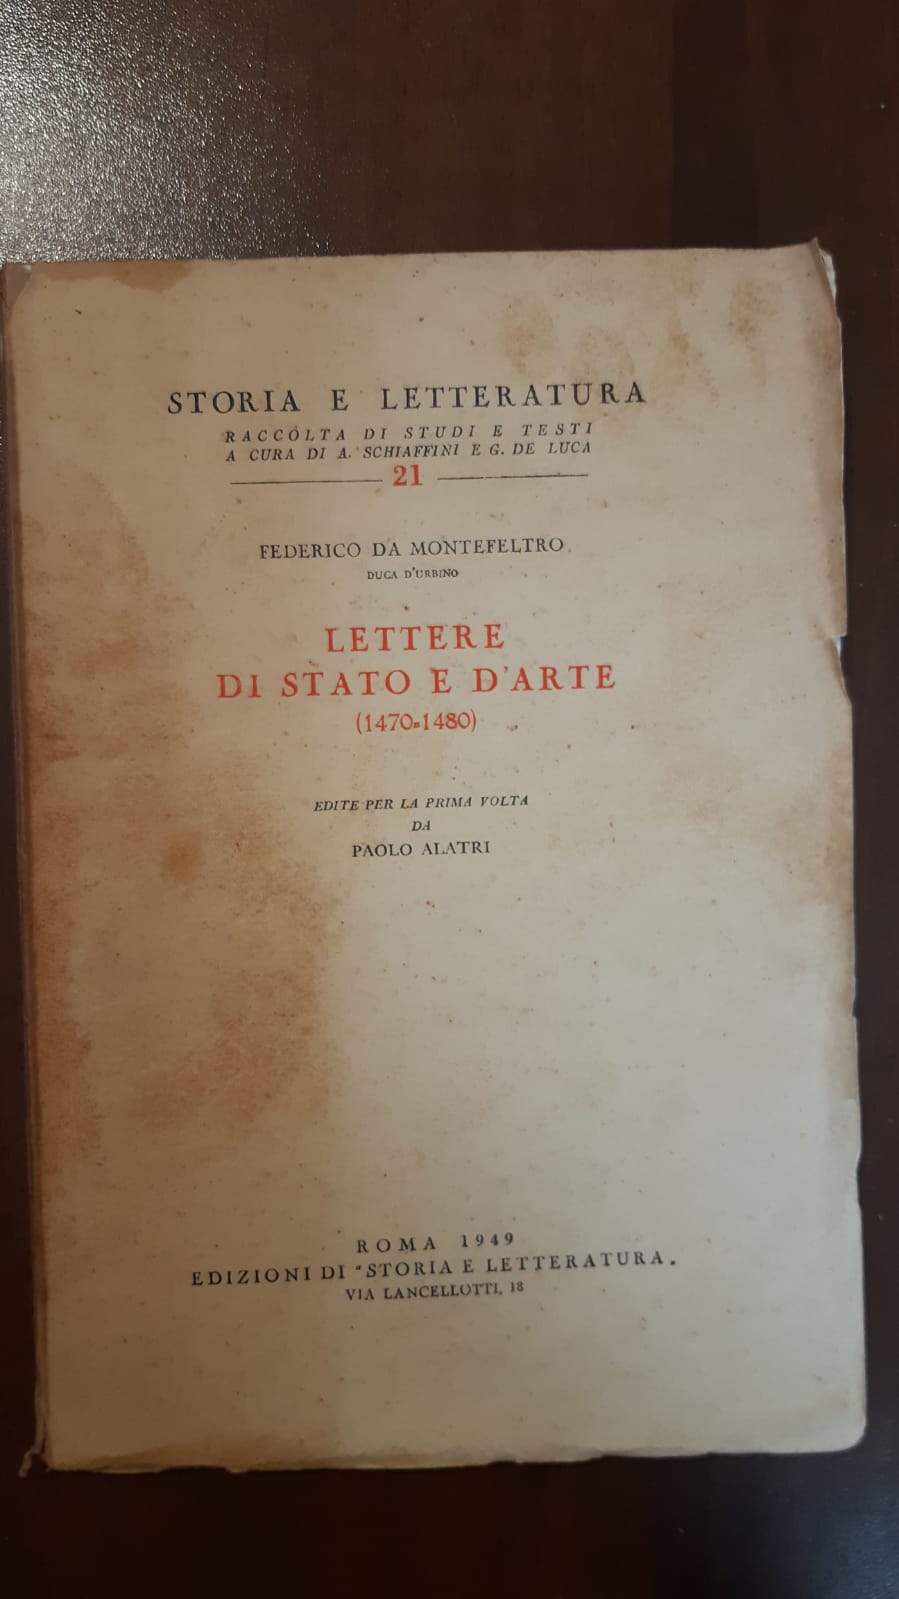 STORIA E LETTERATURA
RACCOLTA DI STUDI E TESTI
A CURA DI A. SCHIAFFINI E G. DE LUCA
21
FEDERICO DA MONTEFELTRO
DUCA D'URBINO
LETTERE
DI STATO E D'ARTE
(1470-1480)
EDITE PER LA PRIMA VOLTA
DA
PAOLO ALATRI
ROMA 1949
EDIZIONI DI "STORIA E LETTERATURA„
VIA LANCELLOTTI, 18